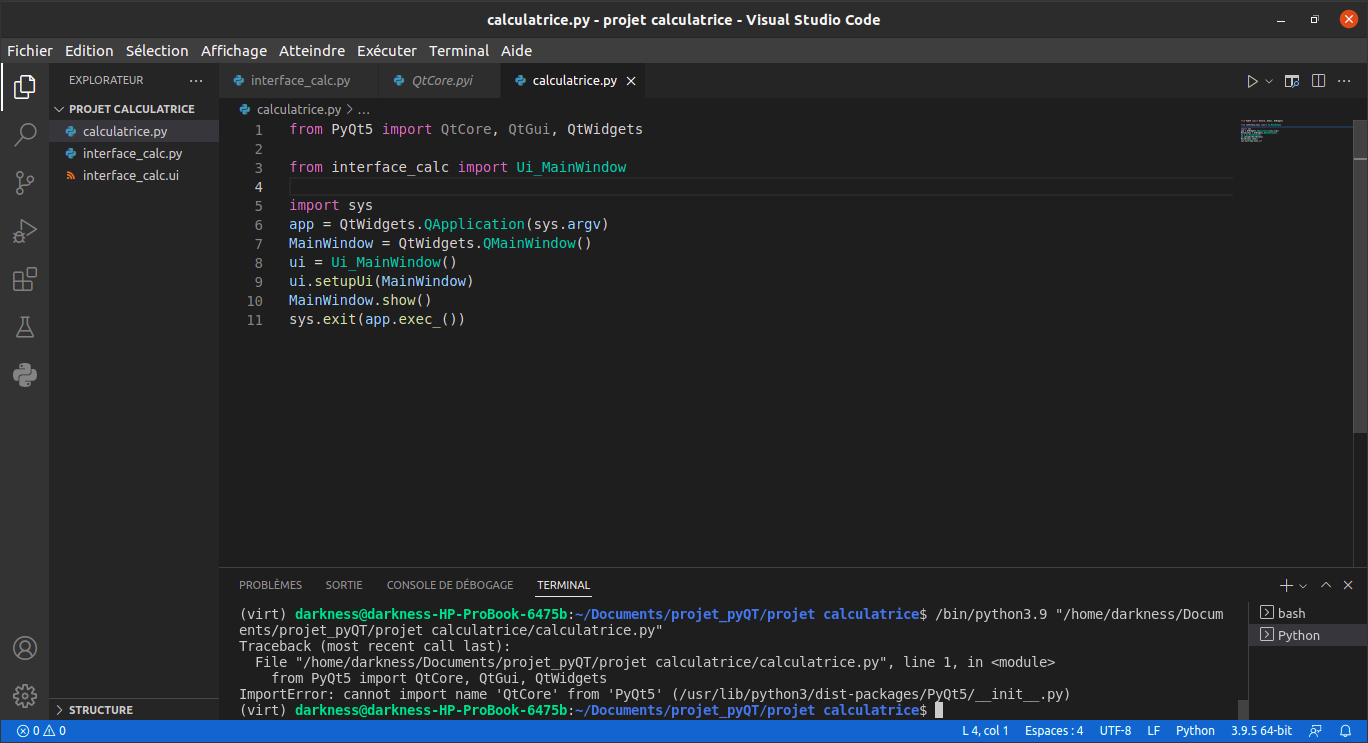 calculatrice.py - projet calculatrice - Visual Studio Code
Fichier Edition Sélection Affichage Atteindre Exécuter Terminal Aide
EXPLORATEUR
PROJET CALCULATRICE
calculatrice.py
interface_calc.py
interface_calc.ui
STRUCTURE
interface_calc.py QtCore.pyi calculatrice.py
calculatrice.py > ...
1 from PyQt5 import QtCore, QtGui, QtWidgets
2
3 from interface_calc import Ui_MainWindow
4
5 import sys
6 app = QtWidgets.QApplication(sys.argv)
7 MainWindow = QtWidgets.QMainWindow()
8 ui = Ui_MainWindow()
9 ui.setupUi(MainWindow)
10 MainWindow.show()
11 sys.exit(app.exec_())
PROBLÈMES SORTIE CONSOLE DE DÉBOGAGE TERMINAL
(virt) darkness@darkness-HP-ProBook-6475b:~/Documents/projet_pyQT/projet calculatrice$ /bin/python3.9 "/home/darkness/Docum
ents/projet_pyQT/projet calculatrice/calculatrice.py"
Traceback (most recent call last):
File "/home/darkness/Documents/projet_pyQT/projet calculatrice/calculatrice.py", line 1, in <module>
from PyQt5 import QtCore, QtGui, QtWidgets
ImportError: cannot import name 'QtCore' from 'PyQt5' (/usr/lib/python3/dist-packages/PyQt5/__init__.py)
(virt) darkness@darkness-HP-ProBook-6475b:~/Documents/projet_pyQT/projet calculatrice$
bash
Python
0 0 L 4, col 1 Espaces : 4 UTF-8 LF Python 3.9.5 64-bit